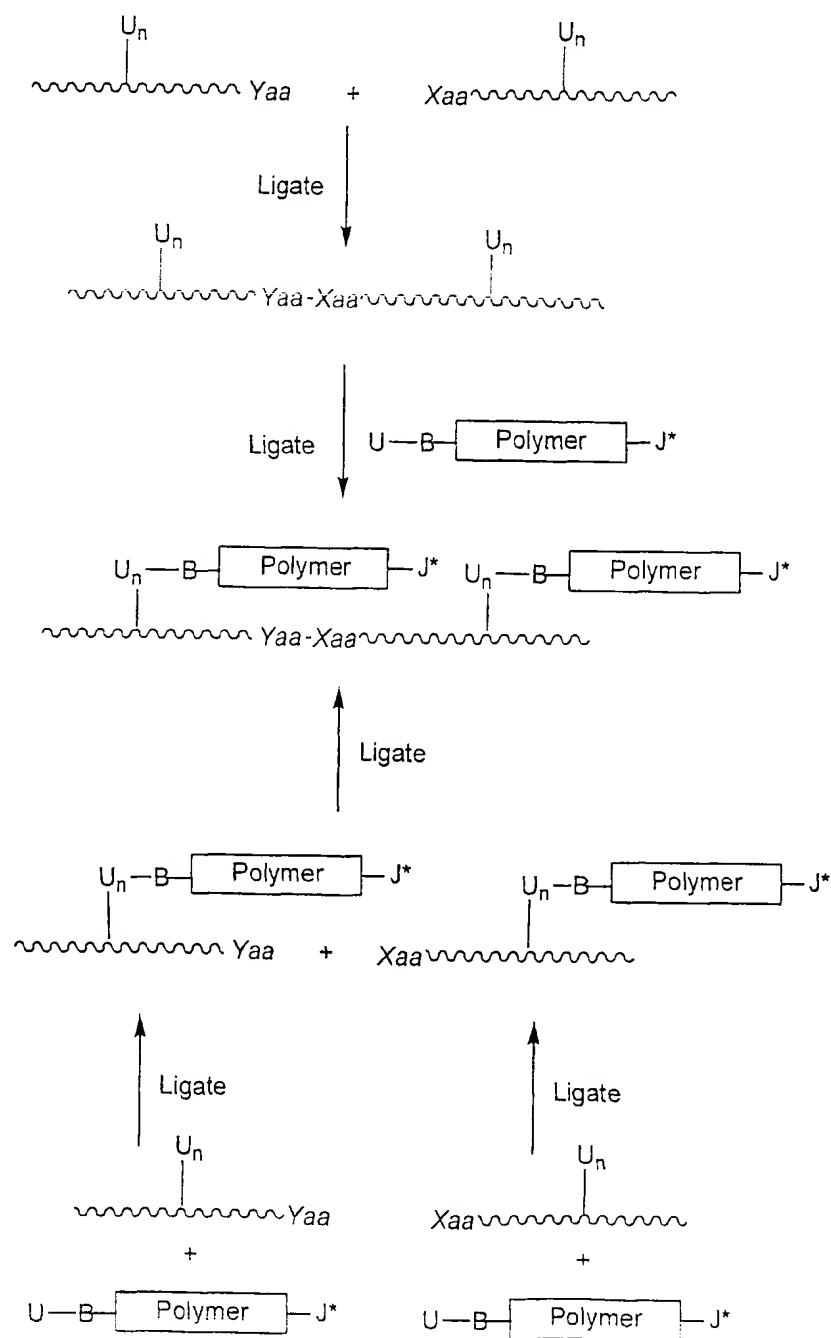 Uₙ Uₙ
Yaa + Xaa
Ligate
Uₙ Uₙ
Yaa-Xaa
Ligate U—B—Polymer—J*
Uₙ—B—Polymer—J* Uₙ—B—Polymer—J*
Yaa-Xaa
Ligate
Uₙ—B—Polymer—J* Uₙ—B—Polymer—J*
Yaa + Xaa
Ligate Ligate
Uₙ Uₙ
Yaa Xaa
+ +
U—B—Polymer—J* U—B—Polymer—J*